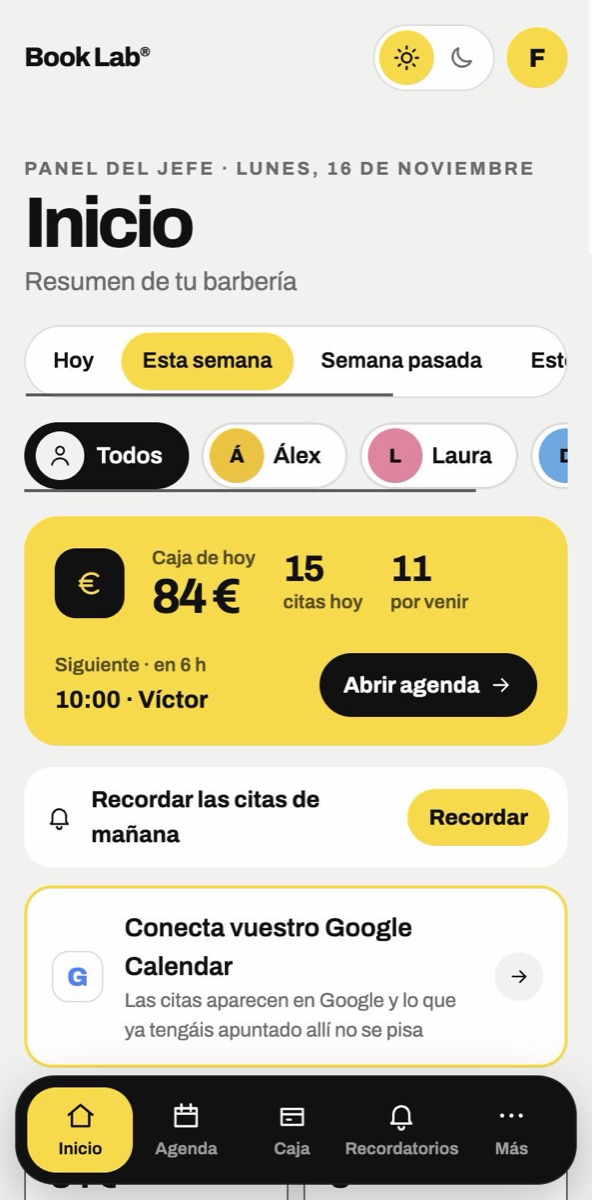 Book Lab®
F
PANEL DEL JEFE · LUNES, 16 DE NOVIEMBRE
Inicio
Resumen de tu barbería
Hoy Esta semana Semana pasada
Todos Á Álex L Laura
€ Caja de hoy 84 € 15 citas hoy 11 por venir
Siguiente · en 6 h
10:00 · Víctor
Abrir agenda →
Recordar las citas de
mañana
Recordar
Conecta vuestro Google
Calendar
G
Las citas aparecen en Google y lo que
ya tengáis apuntado allí no se pisa
→
Inicio Agenda Caja Recordatorios Más